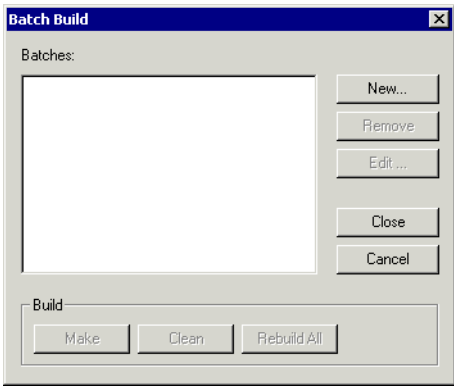 Batch Build
Batches:
New...
Remove
Edit ...
Close
Cancel
Build
Make
Clean
Rebuild All